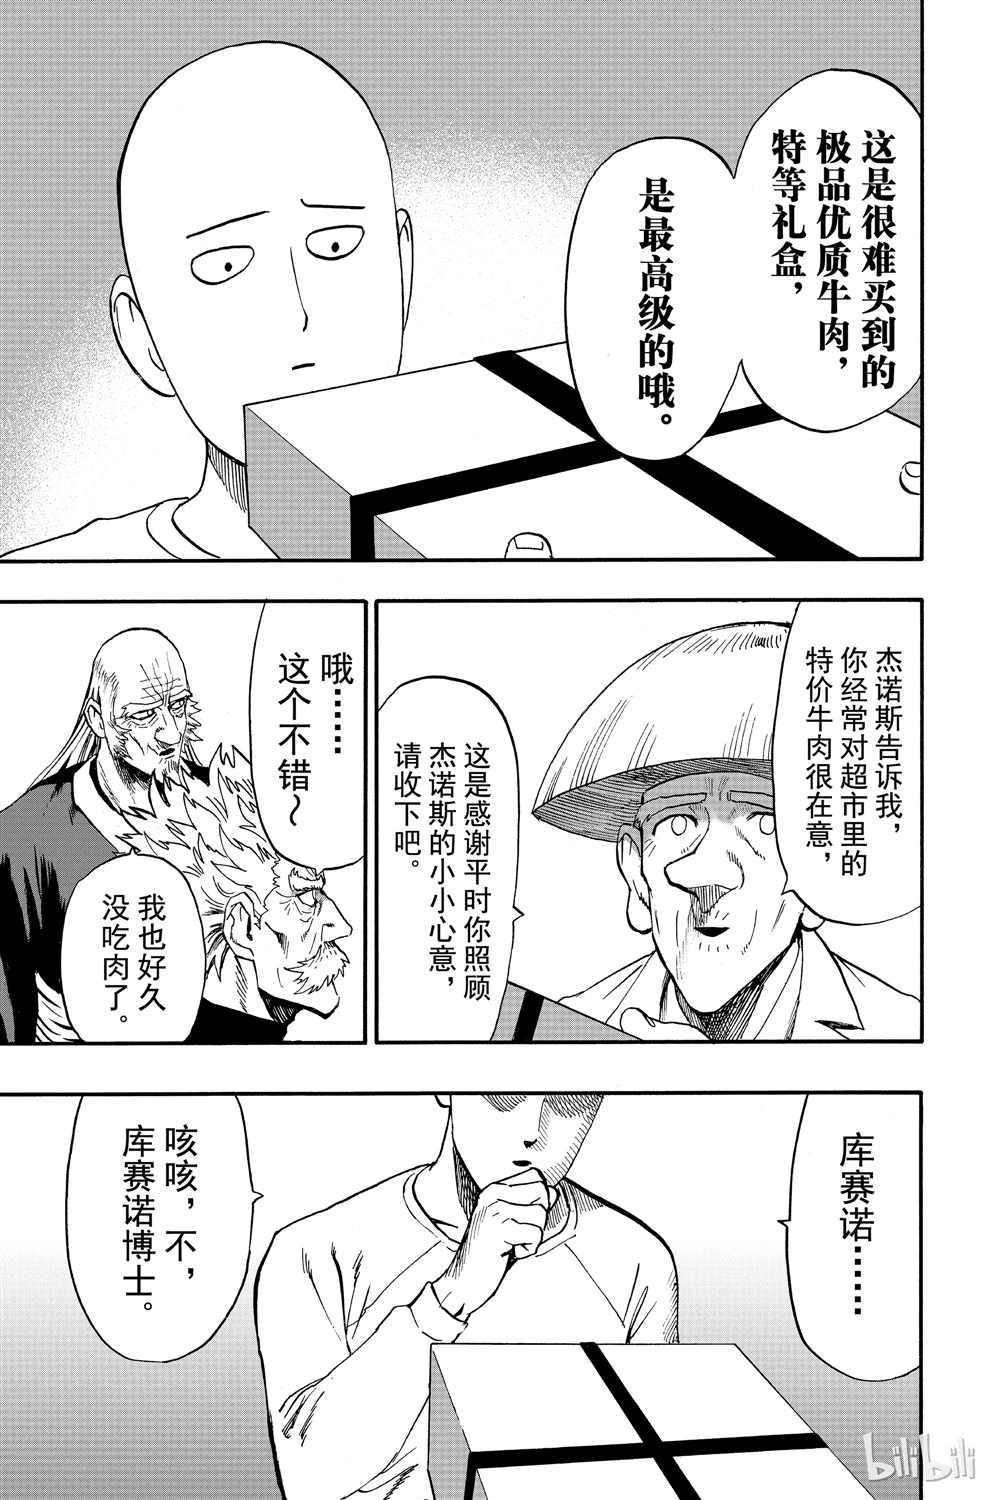 这是很难买到的
极品优质牛肉，
特等礼盒，
是最高级的哦。
杰诺斯告诉我，
你经常对超市里的
特价牛肉很在意，
这是感谢平时你照顾
杰诺斯的小小心意，
请收下吧。
哦……
这个不错～
我也好久
没吃肉了。
库赛诺……
咳咳，不，
库赛诺博士。
bilibili